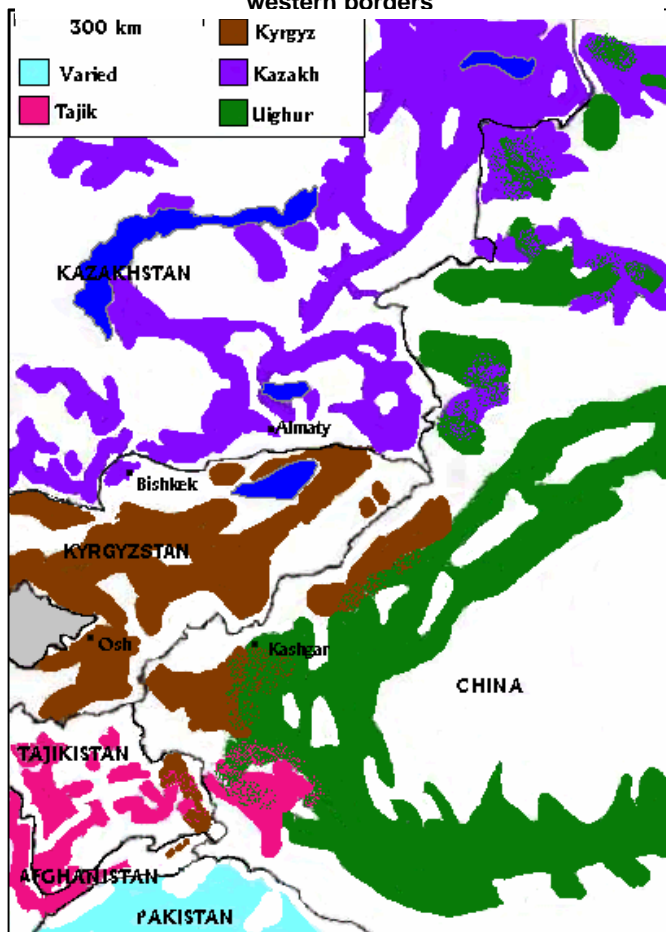 western borders
300 km
Kyrgyz
Varied
Kazakh
Tajik
Uighur
KAZAKHSTAN
Almaty
Bishkek
KYRGYZSTAN
Osh
Kashgar
CHINA
TAJIKISTAN
AFGHANISTAN
PAKISTAN